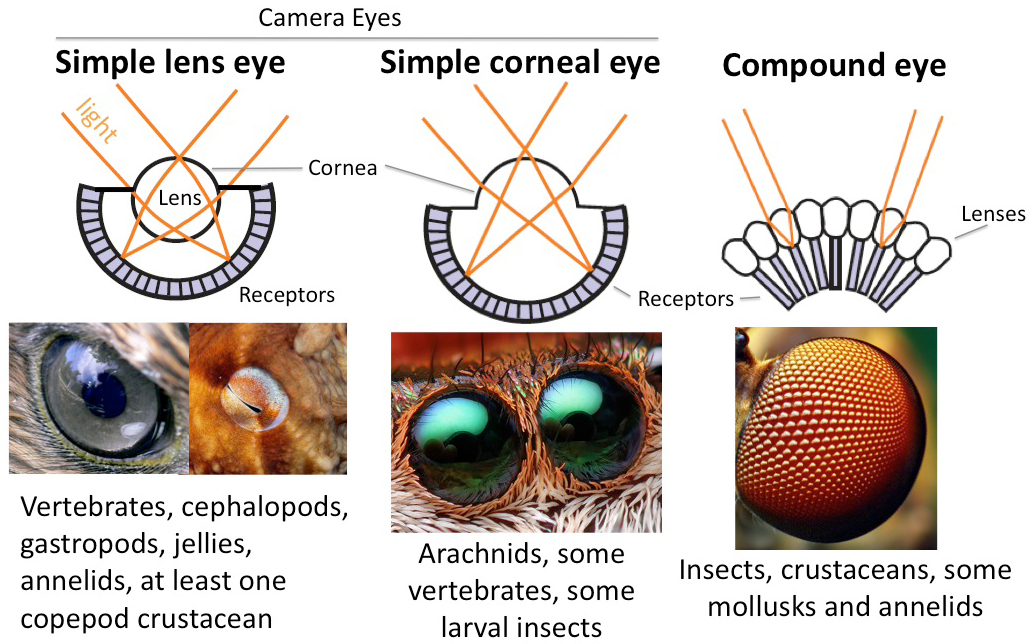 Camera Eyes
Simple lens eye
Simple corneal eye
Compound eye
light
Cornea
Lens
Lenses
Receptors
Receptors
Vertebrates, cephalopods,
gastropods, jellies,
annelids, at least one
copepod crustacean
Arachnids, some
vertebrates, some
larval insects
Insects, crustaceans, some
mollusks and annelids